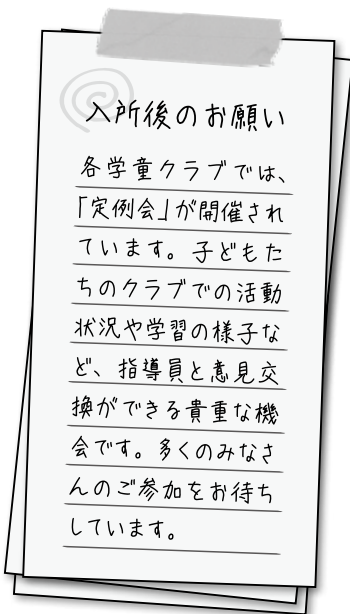 入所後のお願い
各学童クラブでは、
「定例会」が開催され
ています。子どもた
ちのクラブでの活動
状況や学習の様子な
ど、指導員と意見交
換ができる貴重な機
会です。多くのみなさ
んのご参加をお待ち
しています。